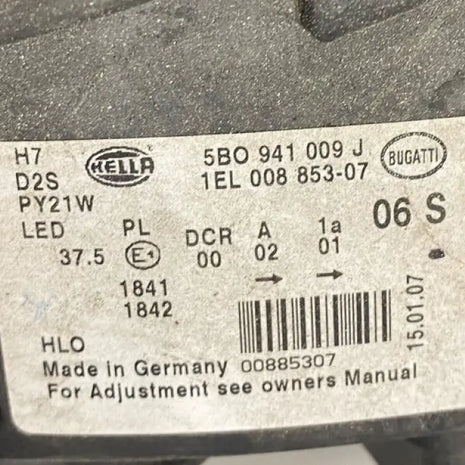 H7 HELLA 5B0 941 009 J BUGATTI
D2S 1EL 008 853-07
PY21W 06 S
LED PL DCR A 1a
37.5 E1 00 02 01
→ →
1841
1842
15.01.07
HLO
Made in Germany 00885307
For Adjustment see owners Manual